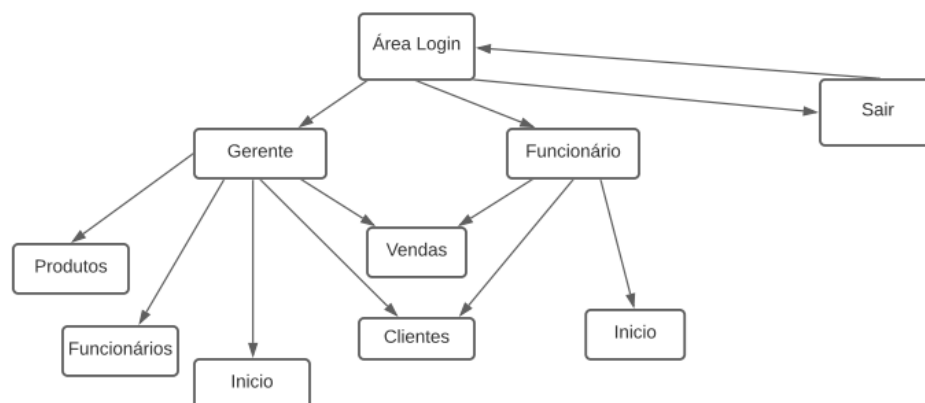 Área Login
Sair
Gerente
Funcionário
Vendas
Produtos
Clientes
Inicio
Funcionários
Inicio